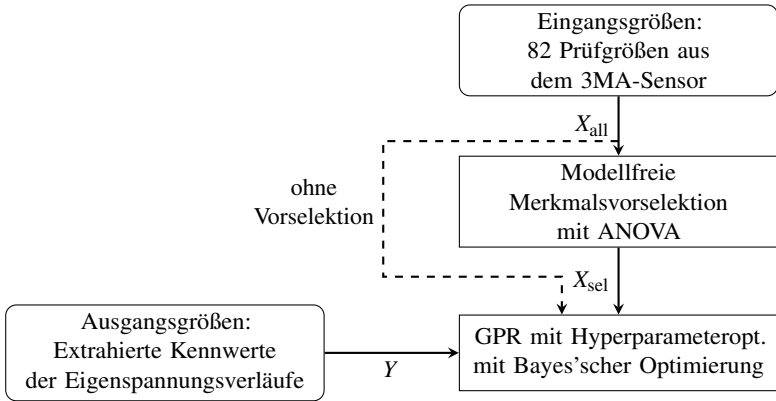 Eingangsgrößen:
82 Prüfgrößen aus
dem 3MA-Sensor
X_all
ohne
Vorselektion
Modellfreie
Merkmalsvorselektion
mit ANOVA
X_sel
Ausgangsgrößen:
Extrahierte Kennwerte
der Eigenspannungsverläufe
Y
GPR mit Hyperparameteropt.
mit Bayes'scher Optimierung